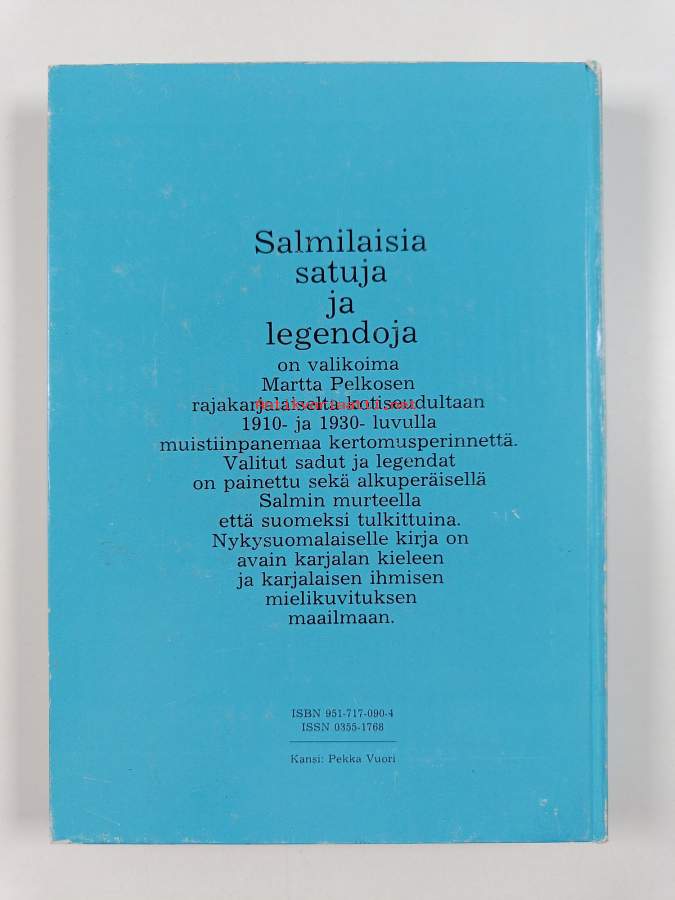 Salmilaisia
satuja
ja
legendoja
on valikoima
Martta Pelkosen
rajakarjalaiselta kotiseudultaan
1910- ja 1930- luvulla
muistiinpanemaa kertomusperinnettä.
Valitut sadut ja legendat
on painettu sekä alkuperäisellä
Salmin murteella
että suomeksi tulkittuina.
Nykysuomalaiselle kirja on
avain karjalan kieleen
ja karjalaisen ihmisen
mielikuvituksen
maailmaan.
ISBN 951-717-090-4
ISSN 0355-1768
Kansi: Pekka Vuori